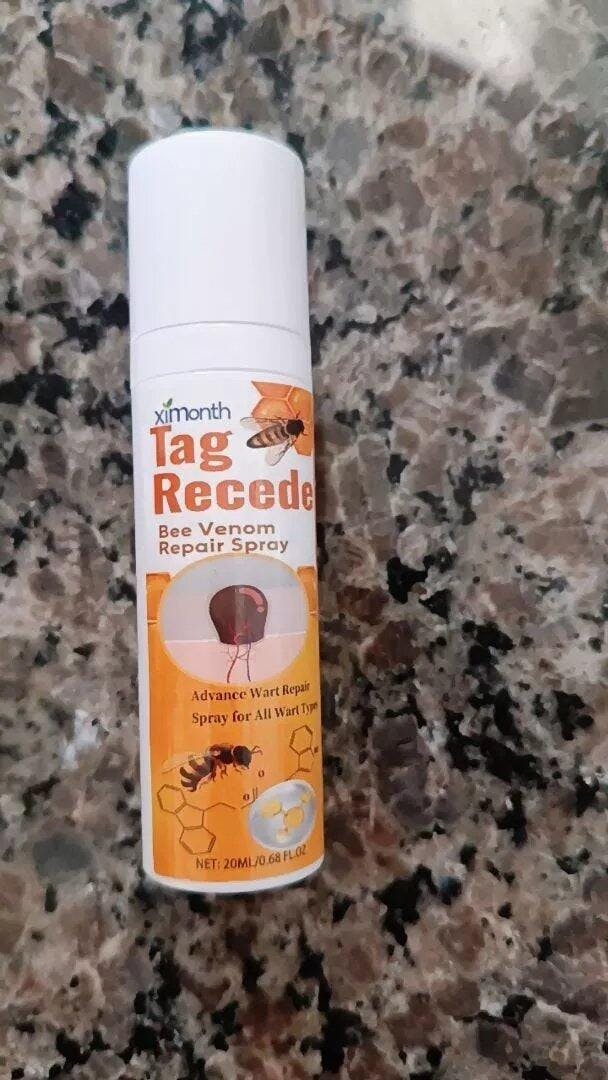 ximonth
Tag
Recede
Bee Venom
Repair Spray
Advance Wart Repair
Spray for All Wart Types
NET: 20ML/0.68 FL.OZ